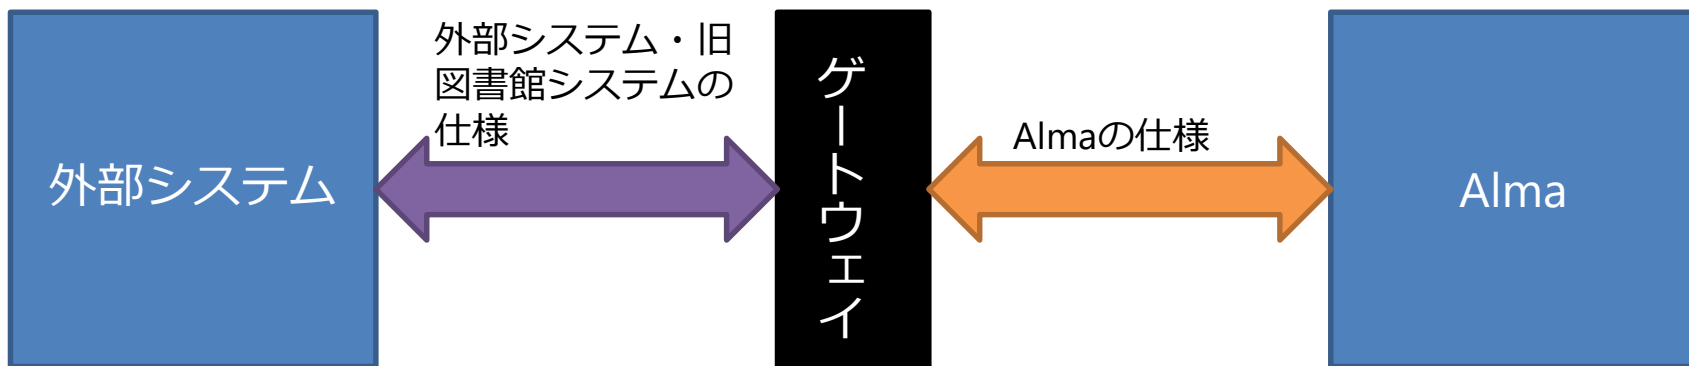 外部システム
外部システム・旧
図書館システムの
仕様
ゲートウェイ
Almaの仕様
Alma